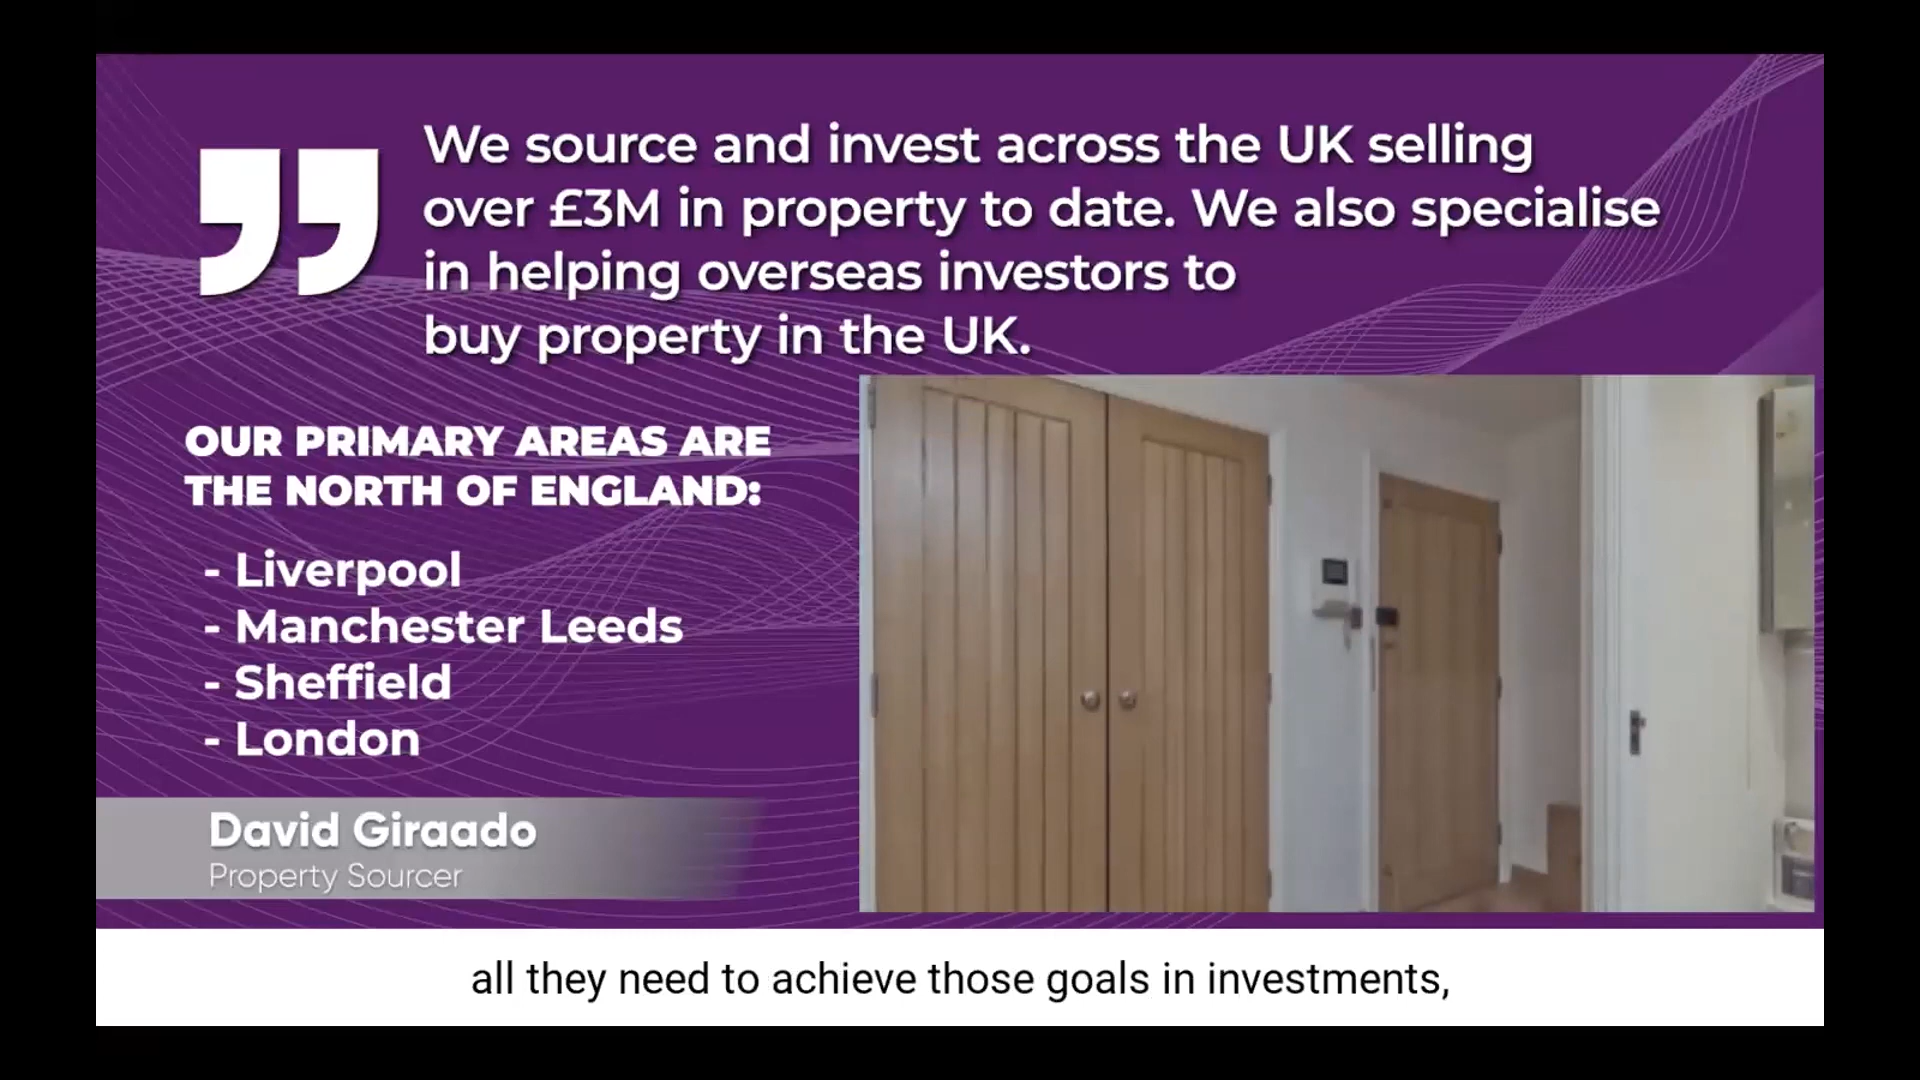 We source and invest across the UK selling
over £3M in property to date. We also specialise
in helping overseas investors to
buy property in the UK.
OUR PRIMARY AREAS ARE
THE NORTH OF ENGLAND:
- Liverpool
- Manchester Leeds
- Sheffield
- London
David Giraado
Property Sourcer
all they need to achieve those goals in investments,